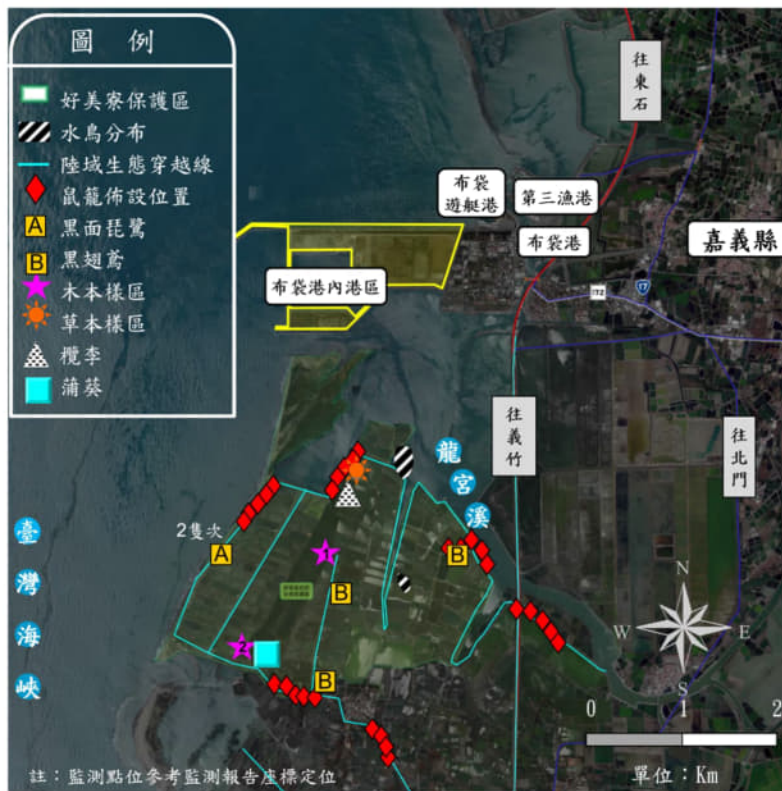 圖 例
好美寮保護區
水鳥分布
陸域生態穿越線
鼠籠佈設位置
A 黑面琵鷺
B 黑翅鳶
木本樣區
草本樣區
欖李
蒲葵
往東石
布袋遊艇港
第三漁港
布袋港
嘉義縣
布袋港內港區
172
17
往義竹
往北門
龍宮溪
2隻次
A
1
B
B
2
B
臺灣海峽
N
W E
S
0 1 2
單位：Km
註：監測點位參考監測報告座標定位